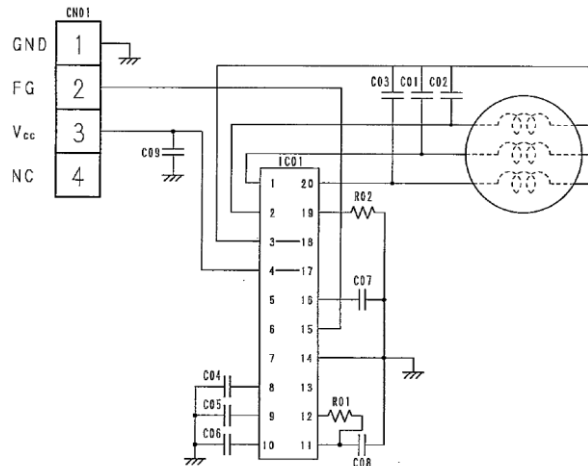 CN01
GND 1
FG 2
Vcc 3
NC 4
C09
C03 C01 C02
IC01
1 20
2 19 R02
3 18
4 17
5 16 C07
6 15
7 14
C04 8 13
C05 9 12 R01
C06 10 11 C08